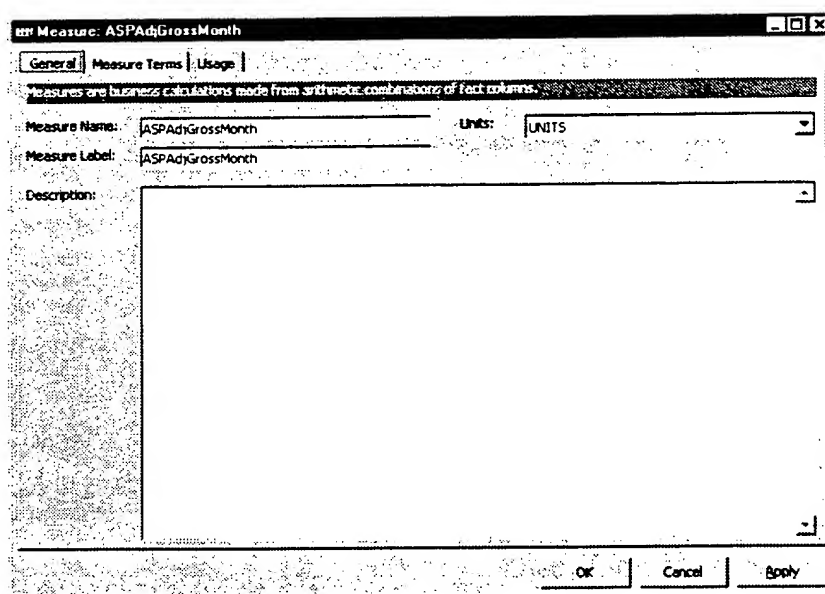 Measure: ASPAdjGrossMonth
General Measure Terms Usage
Measures are business calculations made from arithmetic combinations of fact columns.
Measure Name: ASPAdjGrossMonth Units: UNITS
Measure Label: ASPAdjGrossMonth
Description:
OK Cancel Apply